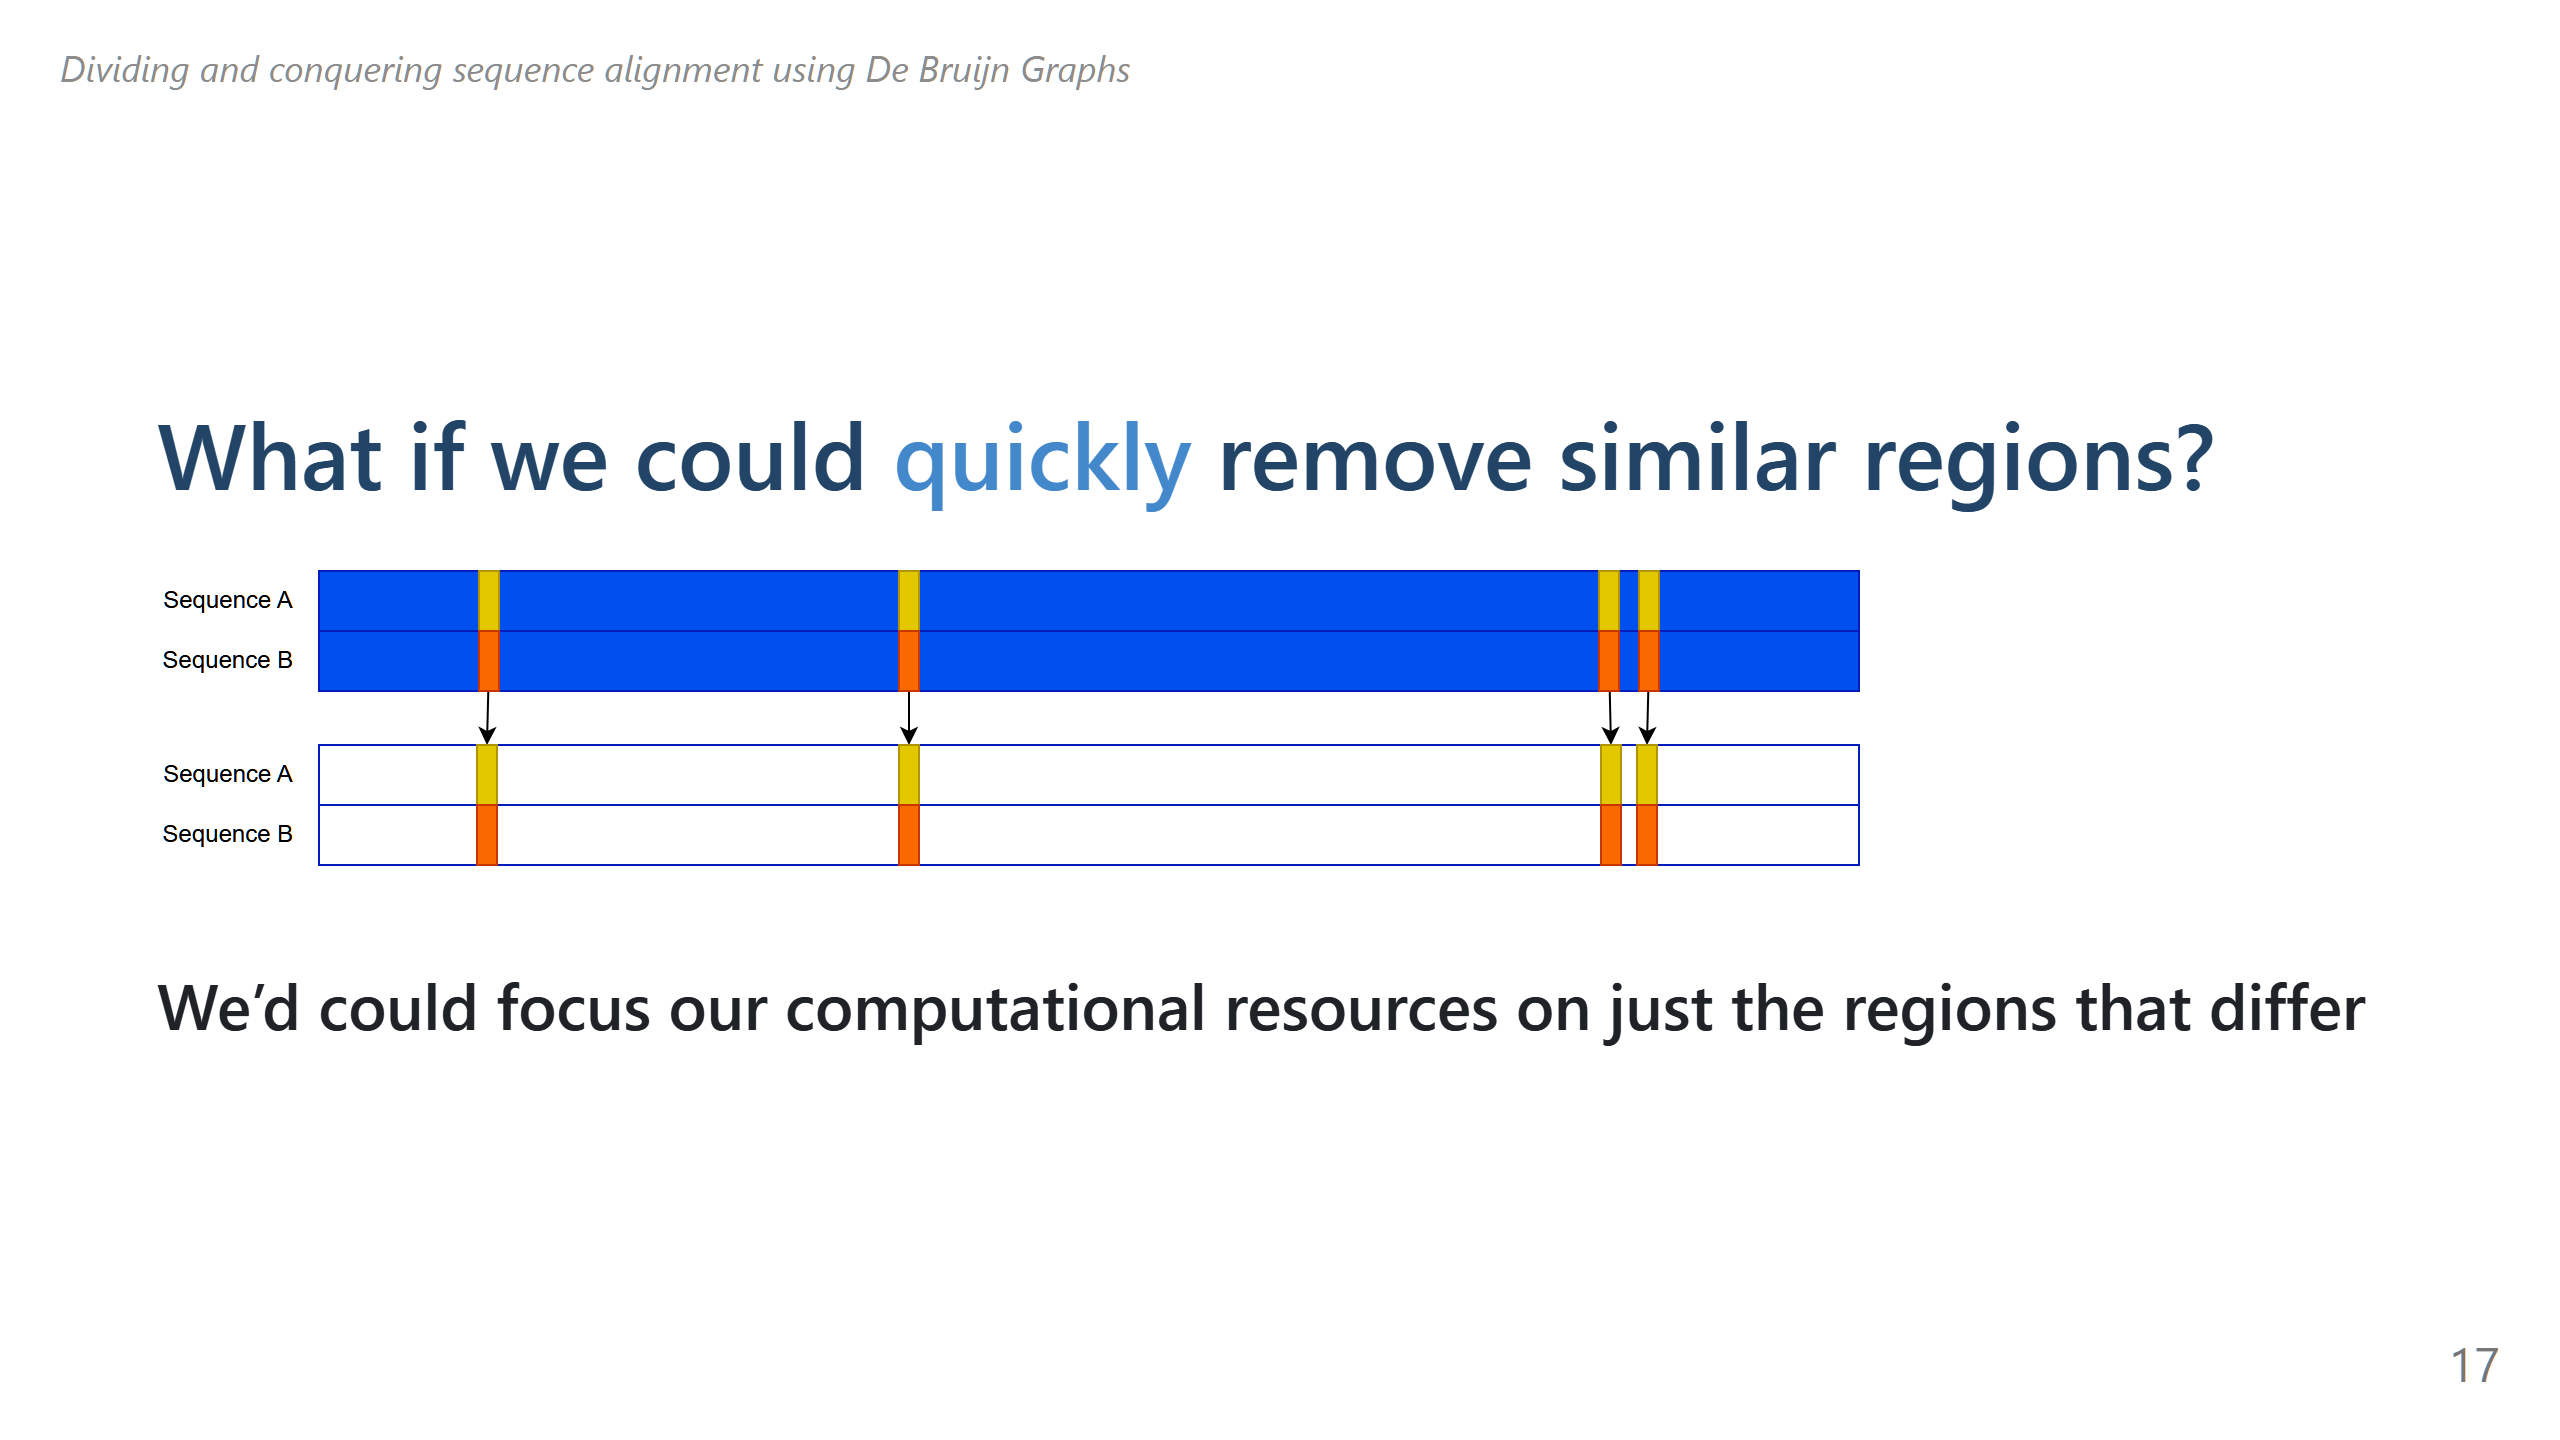 Dividing and conquering sequence alignment using De Bruijn Graphs
What if we could quickly remove similar regions?
Sequence A
Sequence B
Sequence A
Sequence B
We’d could focus our computational resources on just the regions that differ
17